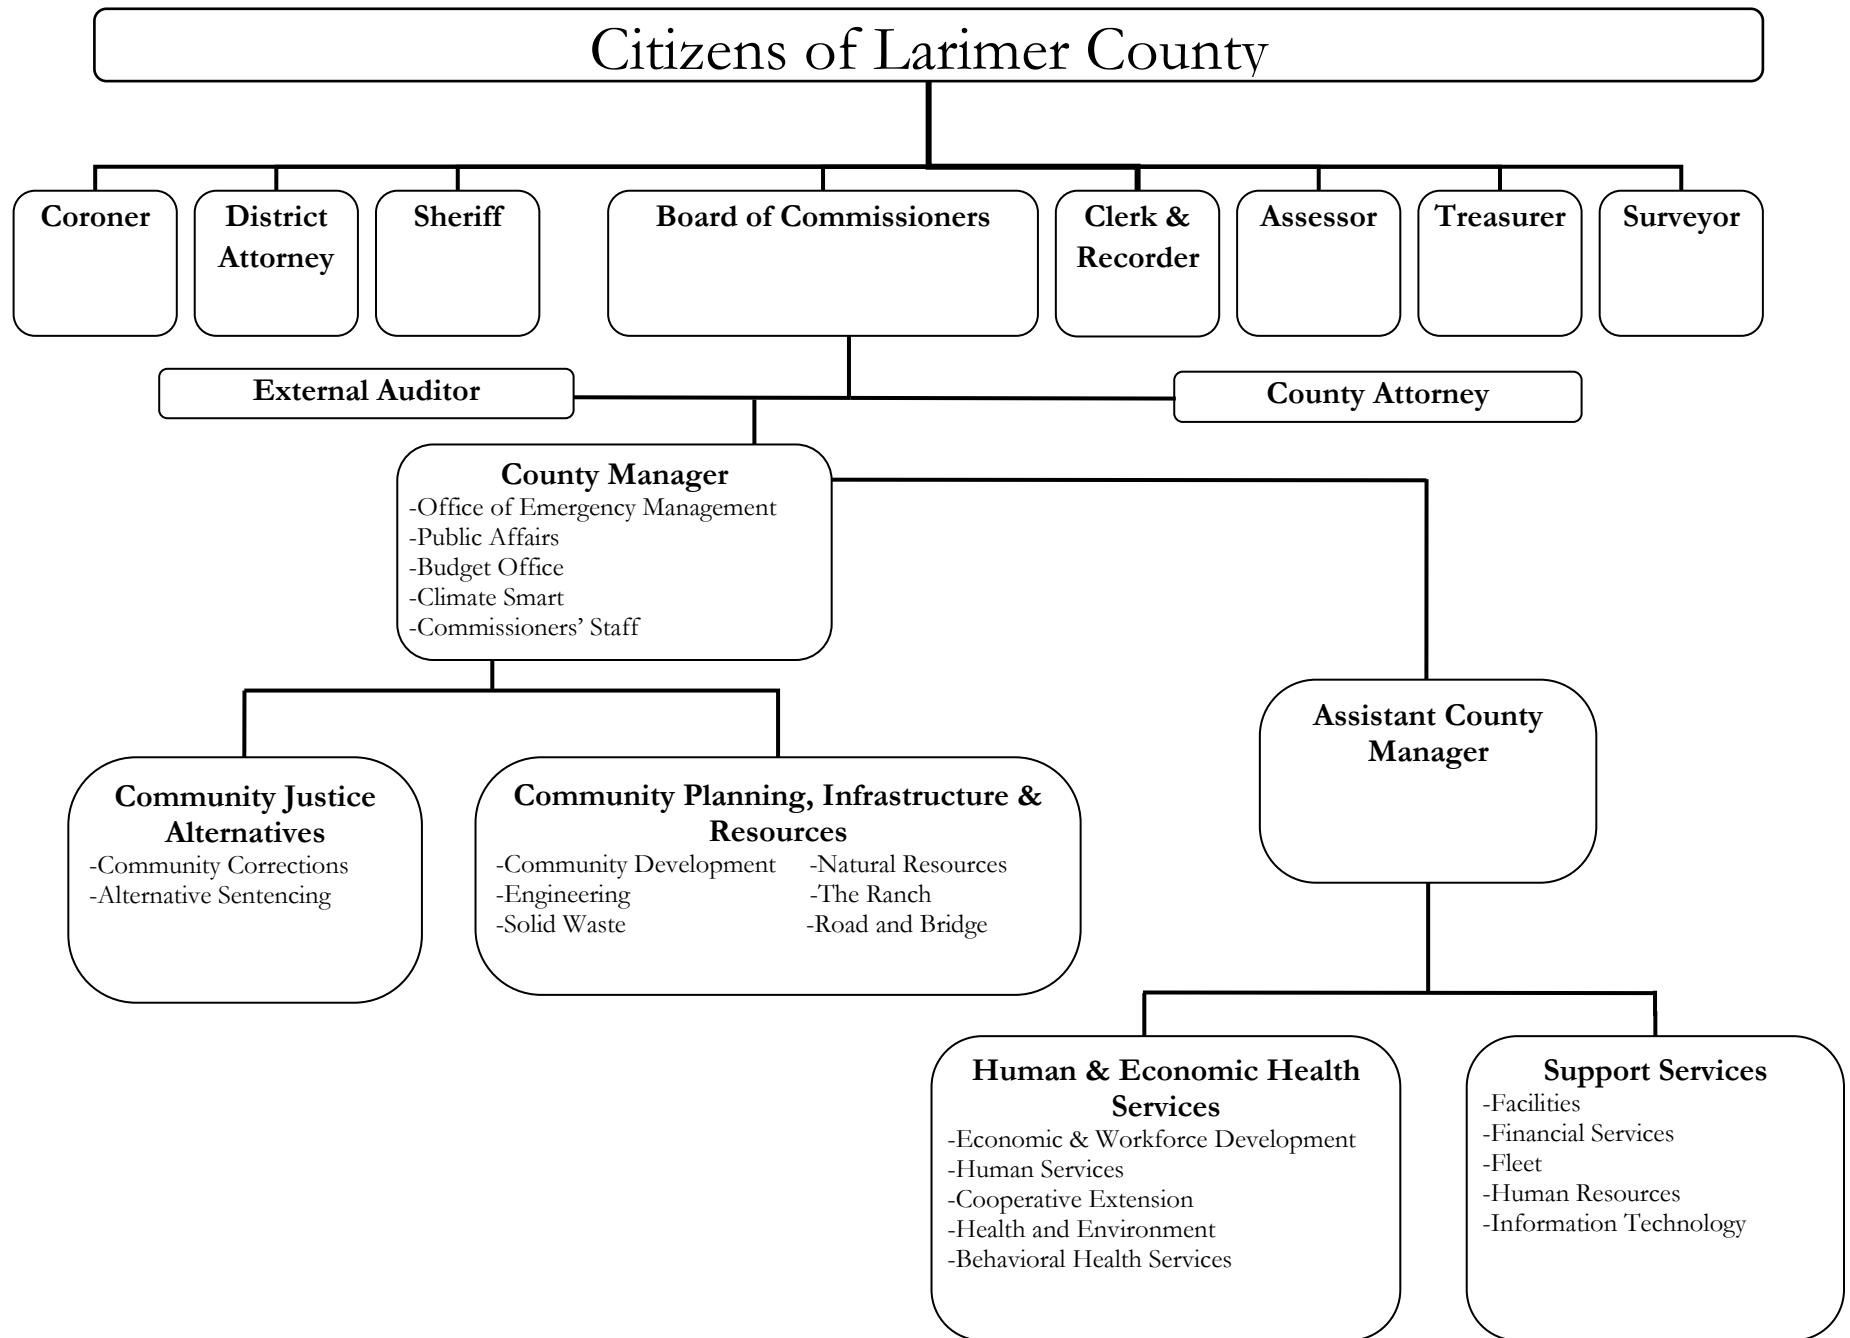 Citizens of Larimer County
Coroner
District
Attorney
Sheriff
Board of Commissioners
Clerk &
Recorder
Assessor
Treasurer
Surveyor
External Auditor
County Attorney
County Manager
-Office of Emergency Management
-Public Affairs
-Budget Office
-Climate Smart
-Commissioners’ Staff
Assistant County
Manager
Community Justice
Alternatives
-Community Corrections
-Alternative Sentencing
Community Planning, Infrastructure &
Resources
-Community Development -Natural Resources
-Engineering -The Ranch
-Solid Waste -Road and Bridge
Human & Economic Health
Services
-Economic & Workforce Development
-Human Services
-Cooperative Extension
-Health and Environment
-Behavioral Health Services
Support Services
-Facilities
-Financial Services
-Fleet
-Human Resources
-Information Technology